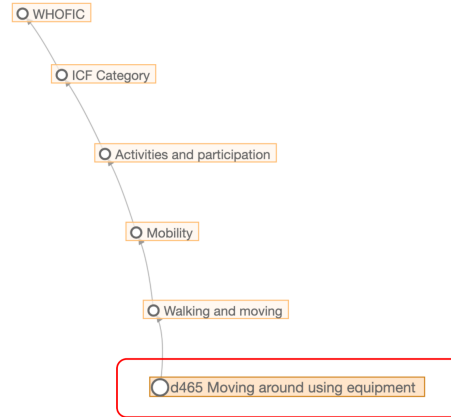 WHOFIC
ICF Category
Activities and participation
Mobility
Walking and moving
d465 Moving around using equipment